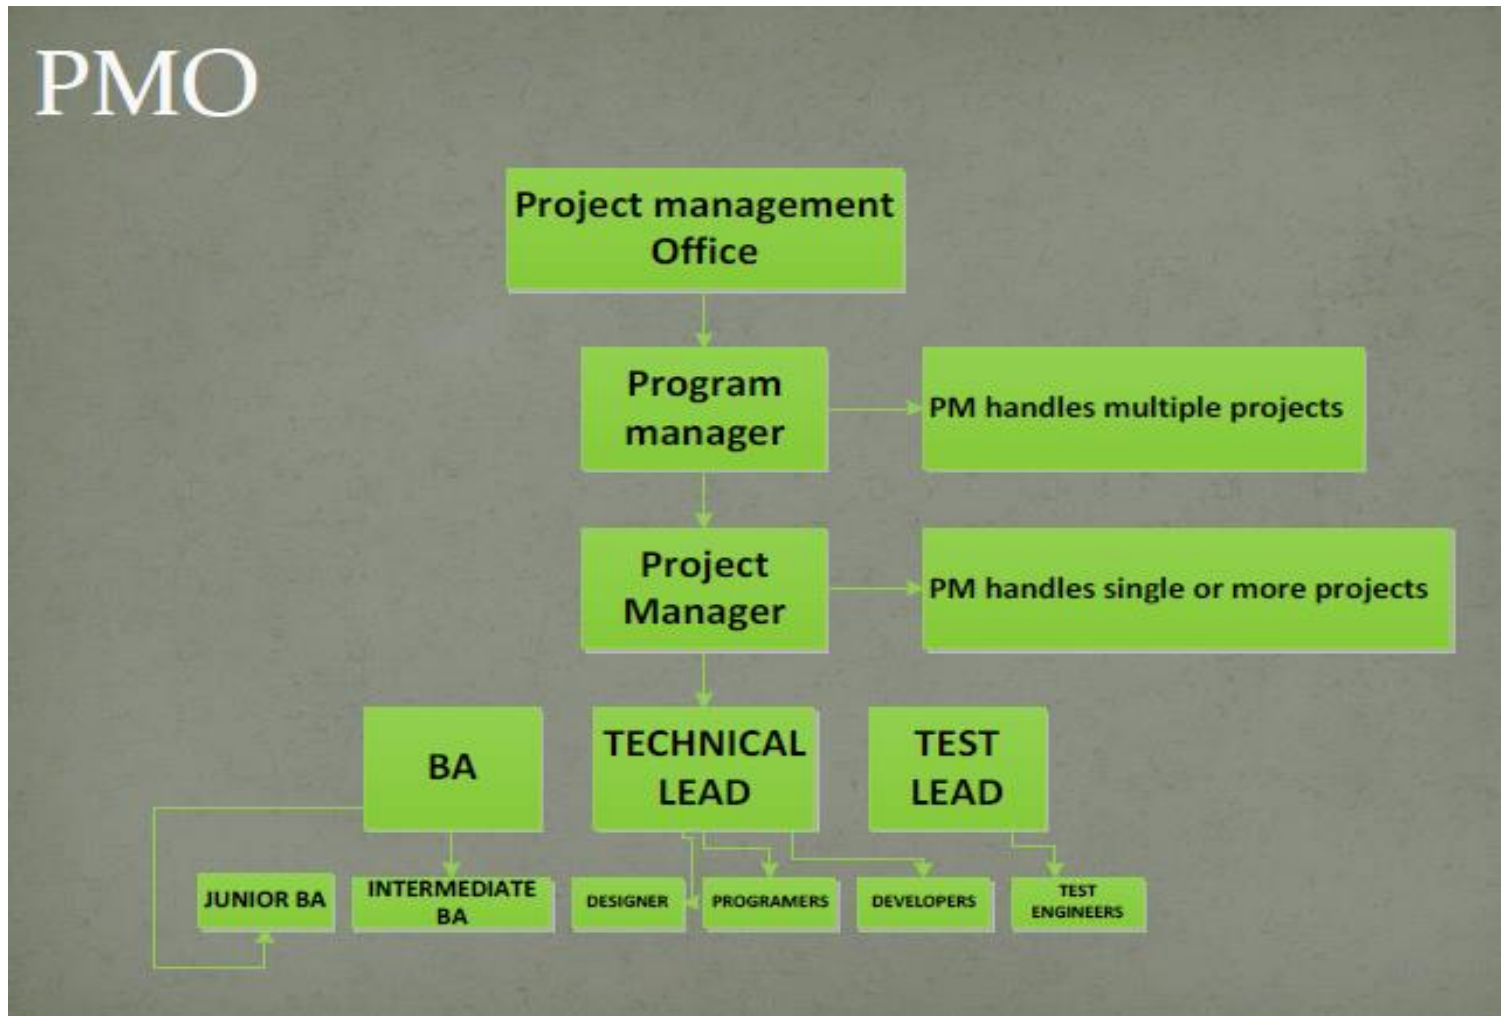 PMO
Project management
Office
Program
manager
PM handles multiple projects
Project
Manager
PM handles single or more projects
BA
TECHNICAL
LEAD
TEST
LEAD
JUNIOR BA
INTERMEDIATE
BA
DESIGNER
PROGRAMERS
DEVELOPERS
TEST
ENGINEERS